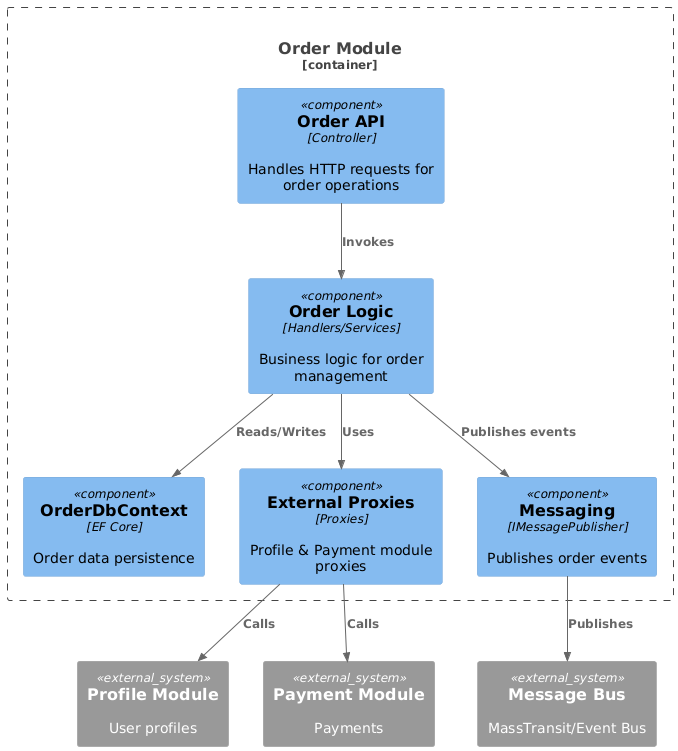 Order Module
[container]
«component»
Order API
[Controller]
Handles HTTP requests for
order operations
Invokes
«component»
Order Logic
[Handlers/Services]
Business logic for order
management
Reads/Writes
Uses
Publishes events
«component»
OrderDbContext
[EF Core]
Order data persistence
«component»
External Proxies
[Proxies]
Profile & Payment module
proxies
«component»
Messaging
[IMessagePublisher]
Publishes order events
Calls
Calls
Publishes
«external_system»
Profile Module
User profiles
«external_system»
Payment Module
Payments
«external_system»
Message Bus
MassTransit/Event Bus